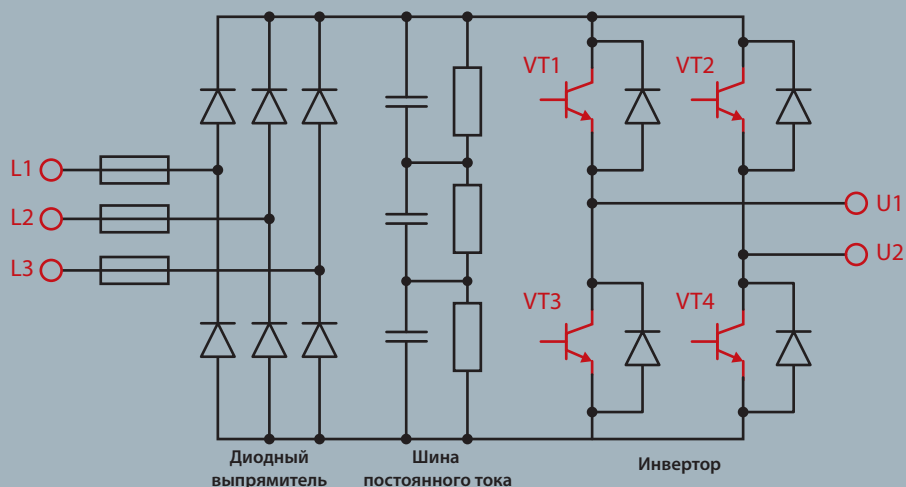 VT1
VT2
L1
U1
L2
U2
L3
VT3
VT4
Диодный
выпрямитель
Шина
постоянного тока
Инвертор